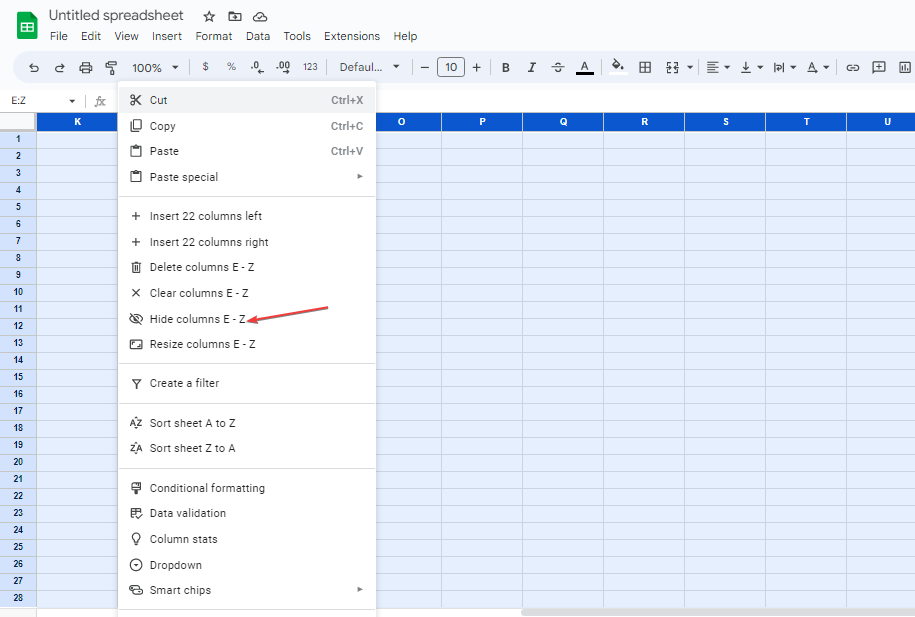 Untitled spreadsheet
File Edit View Insert Format Data Tools Extensions Help
100% $ % .0 .00 123 Defaul... − 10 + B I S A A
E:Z fx
K O P Q R S T U
1
2
3
4
5
6
7
8
9
10
11
12
13
14
15
16
17
18
19
20
21
22
23
24
25
26
27
28
Cut Ctrl+X
Copy Ctrl+C
Paste Ctrl+V
Paste special
Insert 22 columns left
Insert 22 columns right
Delete columns E - Z
Clear columns E - Z
Hide columns E - Z
Resize columns E - Z
Create a filter
Sort sheet A to Z
Sort sheet Z to A
Conditional formatting
Data validation
Column stats
Dropdown
Smart chips